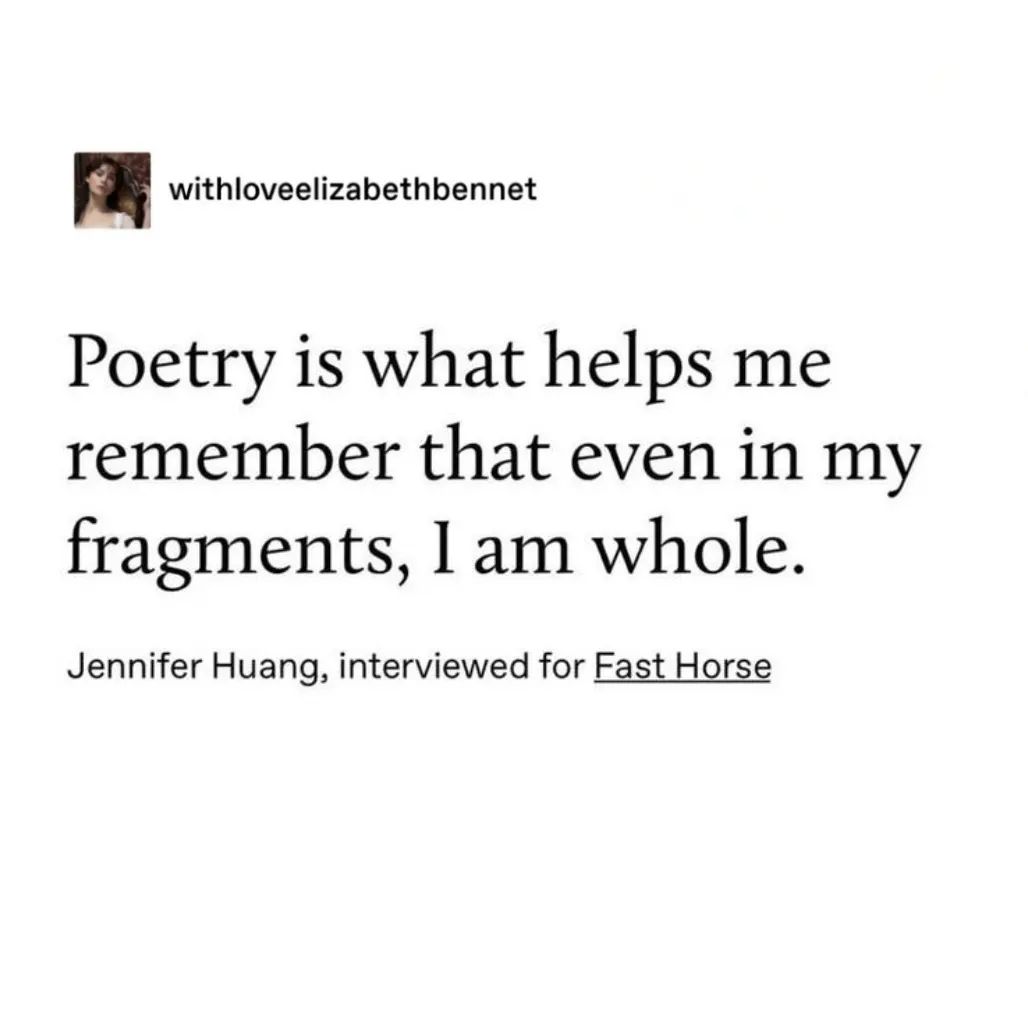 withloveelizabethbennet
Poetry is what helps me
remember that even in my
fragments, I am whole.
Jennifer Huang, interviewed for Fast Horse